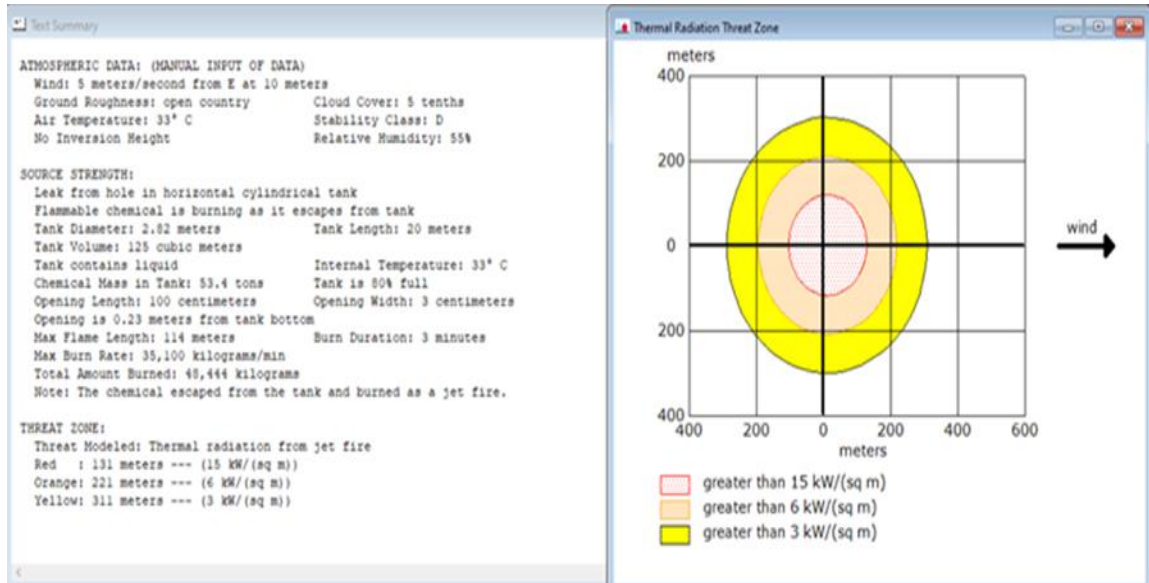 Text Summary
ATMOSPHERIC DATA: (MANUAL INPUT OF DATA)
Wind: 5 meters/second from E at 10 meters
Ground Roughness: open country Cloud Cover: 5 tenths
Air Temperature: 33° C Stability Class: D
No Inversion Height Relative Humidity: 55%
SOURCE STRENGTH:
Leak from hole in horizontal cylindrical tank
Flammable chemical is burning as it escapes from tank
Tank Diameter: 2.82 meters Tank Length: 20 meters
Tank Volume: 125 cubic meters
Tank contains liquid Internal Temperature: 33° C
Chemical Mass in Tank: 53.4 tons Tank is 80% full
Opening Length: 100 centimeters Opening Width: 3 centimeters
Opening is 0.23 meters from tank bottom
Max Flame Length: 114 meters Burn Duration: 3 minutes
Max Burn Rate: 35,100 kilograms/min
Total Amount Burned: 48,444 kilograms
Note: The chemical escaped from the tank and burned as a jet fire.
THREAT ZONE:
Threat Modeled: Thermal radiation from jet fire
Red : 131 meters --- (15 kW/(sq m))
Orange: 221 meters --- (6 kW/(sq m))
Yellow: 311 meters --- (3 kW/(sq m))
Thermal Radiation Threat Zone
meters
400
200
0
200
400
400 200 0 200 400 600
meters
wind
greater than 15 kW/(sq m)
greater than 6 kW/(sq m)
greater than 3 kW/(sq m)